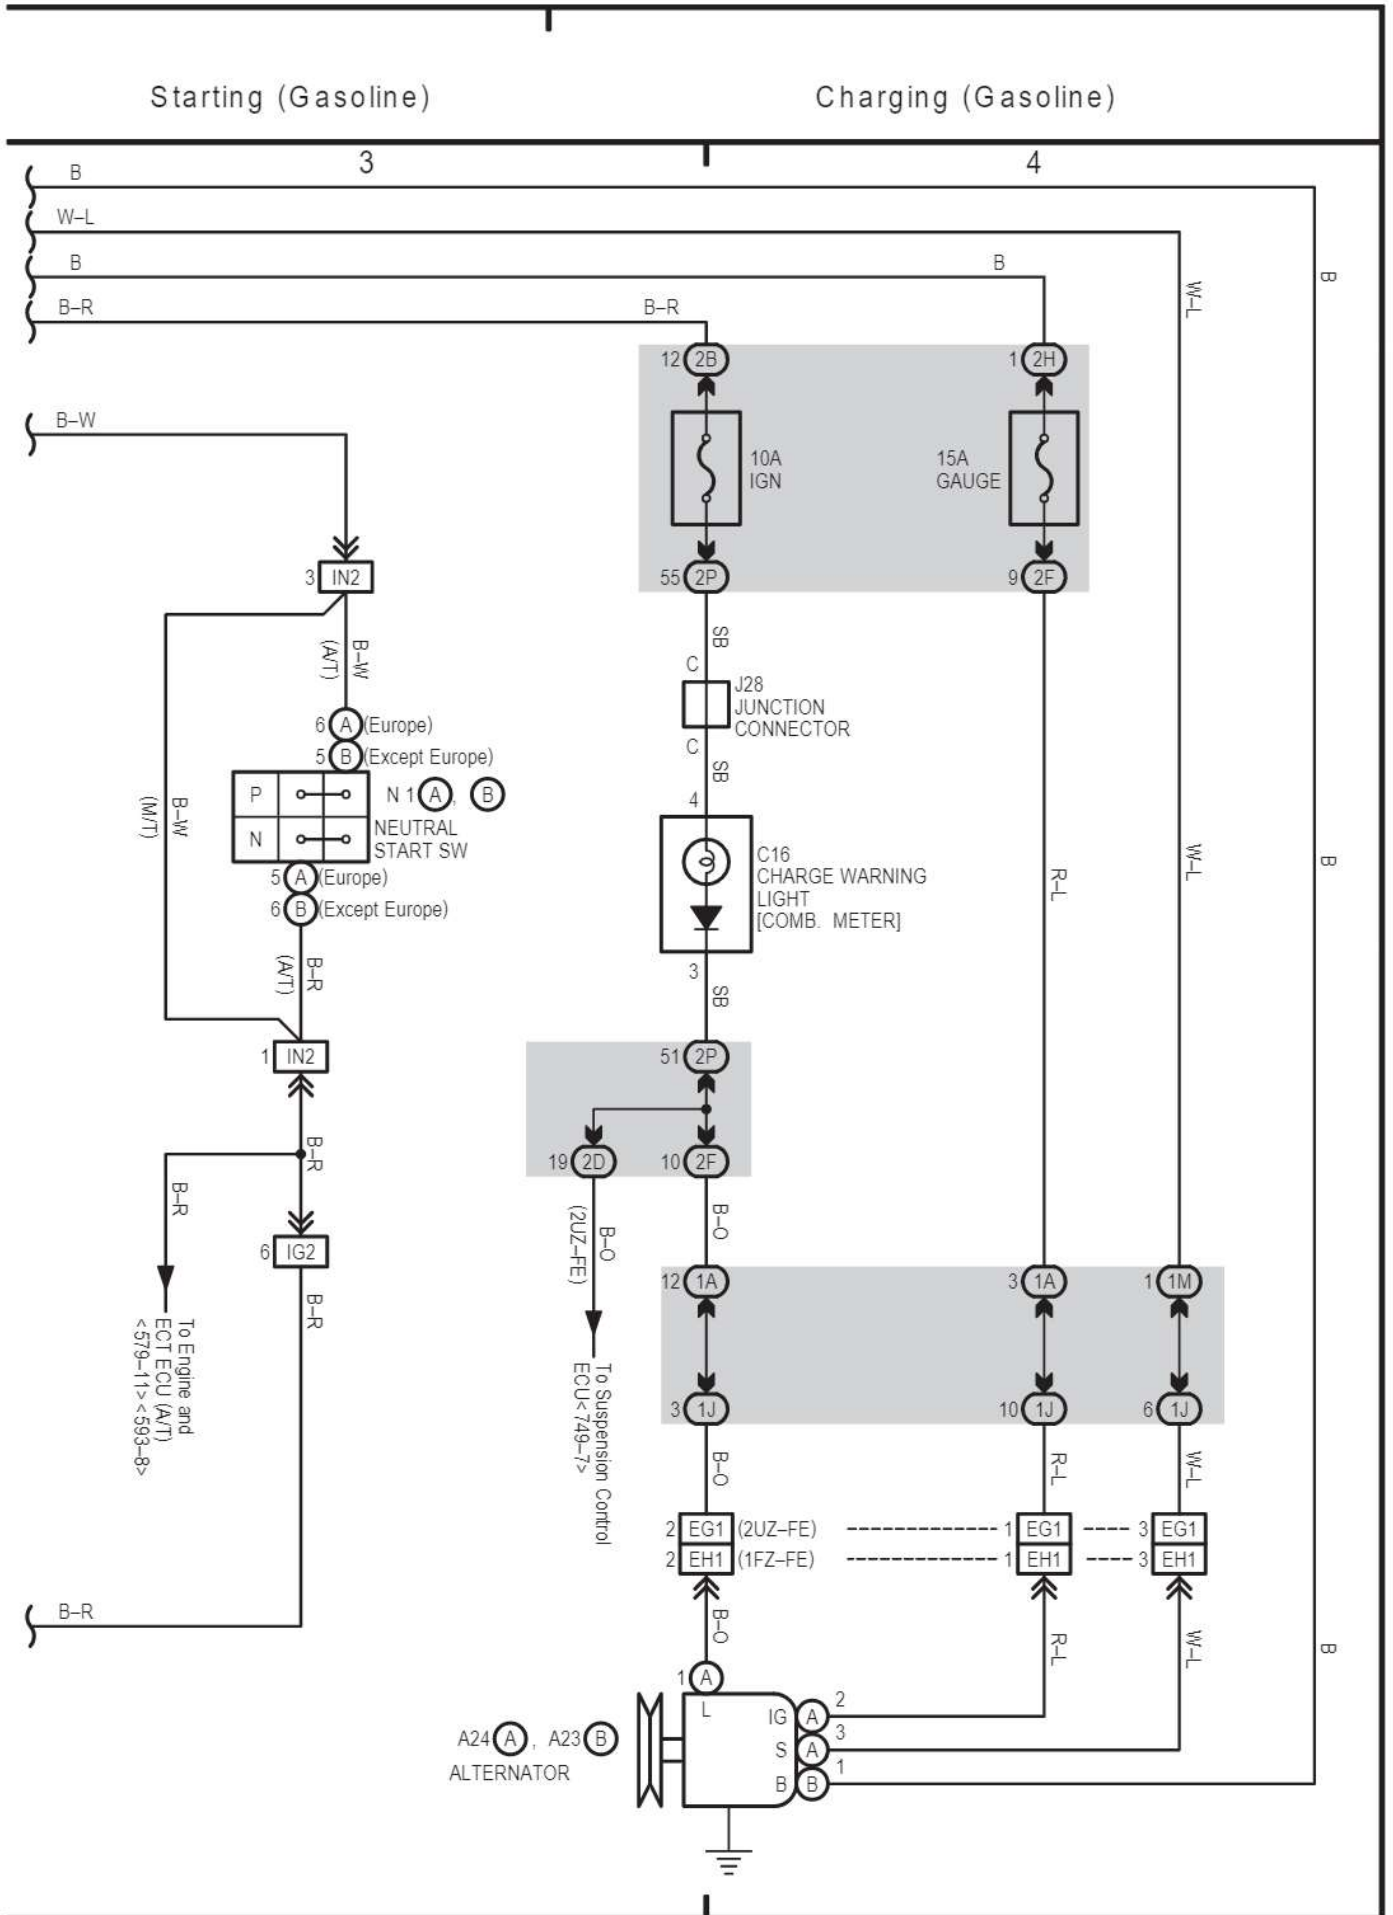 Starting (Gasoline)
Charging (Gasoline)
3
4
B
W–L
B
B
B–R
B–R
B
W–L
12 2B
1 2H
B–W
10A
IGN
15A
GAUGE
3 IN2
55 2P
9 2F
B–W
(A/T)
SB
C
J28
JUNCTION
CONNECTOR
C
6 A (Europe)
5 B (Except Europe)
SB
4
P
N
N 1 A , B
NEUTRAL
START SW
B–W
(M/T)
C16
CHARGE WARNING
LIGHT
[COMB. METER]
R–L
W–L
B
5 A (Europe)
6 B (Except Europe)
3
B–R
(A/T)
SB
1 IN2
51 2P
B–R
19 2D
10 2F
B–R
B–O
(2UZ–FE)
B–O
6 IG2
12 1A
3 1A
1 1M
B–R
To Engine and
ECT ECU (A/T)
<579–11> <593–8>
To Suspension Control
ECU<749–7>
3 1J
10 1J
6 1J
B–O
R–L
W–L
2 EG1 (2UZ–FE)
1 EG1
3 EG1
2 EH1 (1FZ–FE)
1 EH1
3 EH1
B–R
B–O
R–L
W–L
B
1 A
L
IG A 2
S A 3
B B 1
A24 A , A23 B
ALTERNATOR